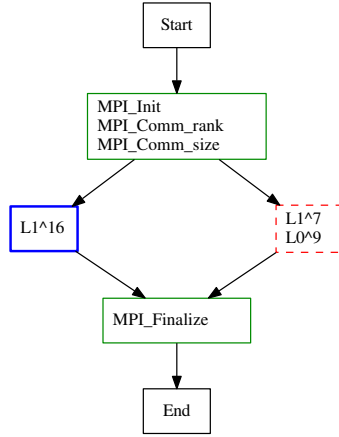 Start
MPI_Init
MPI_Comm_rank
MPI_Comm_size
L1^16
L1^7
L0^9
MPI_Finalize
End